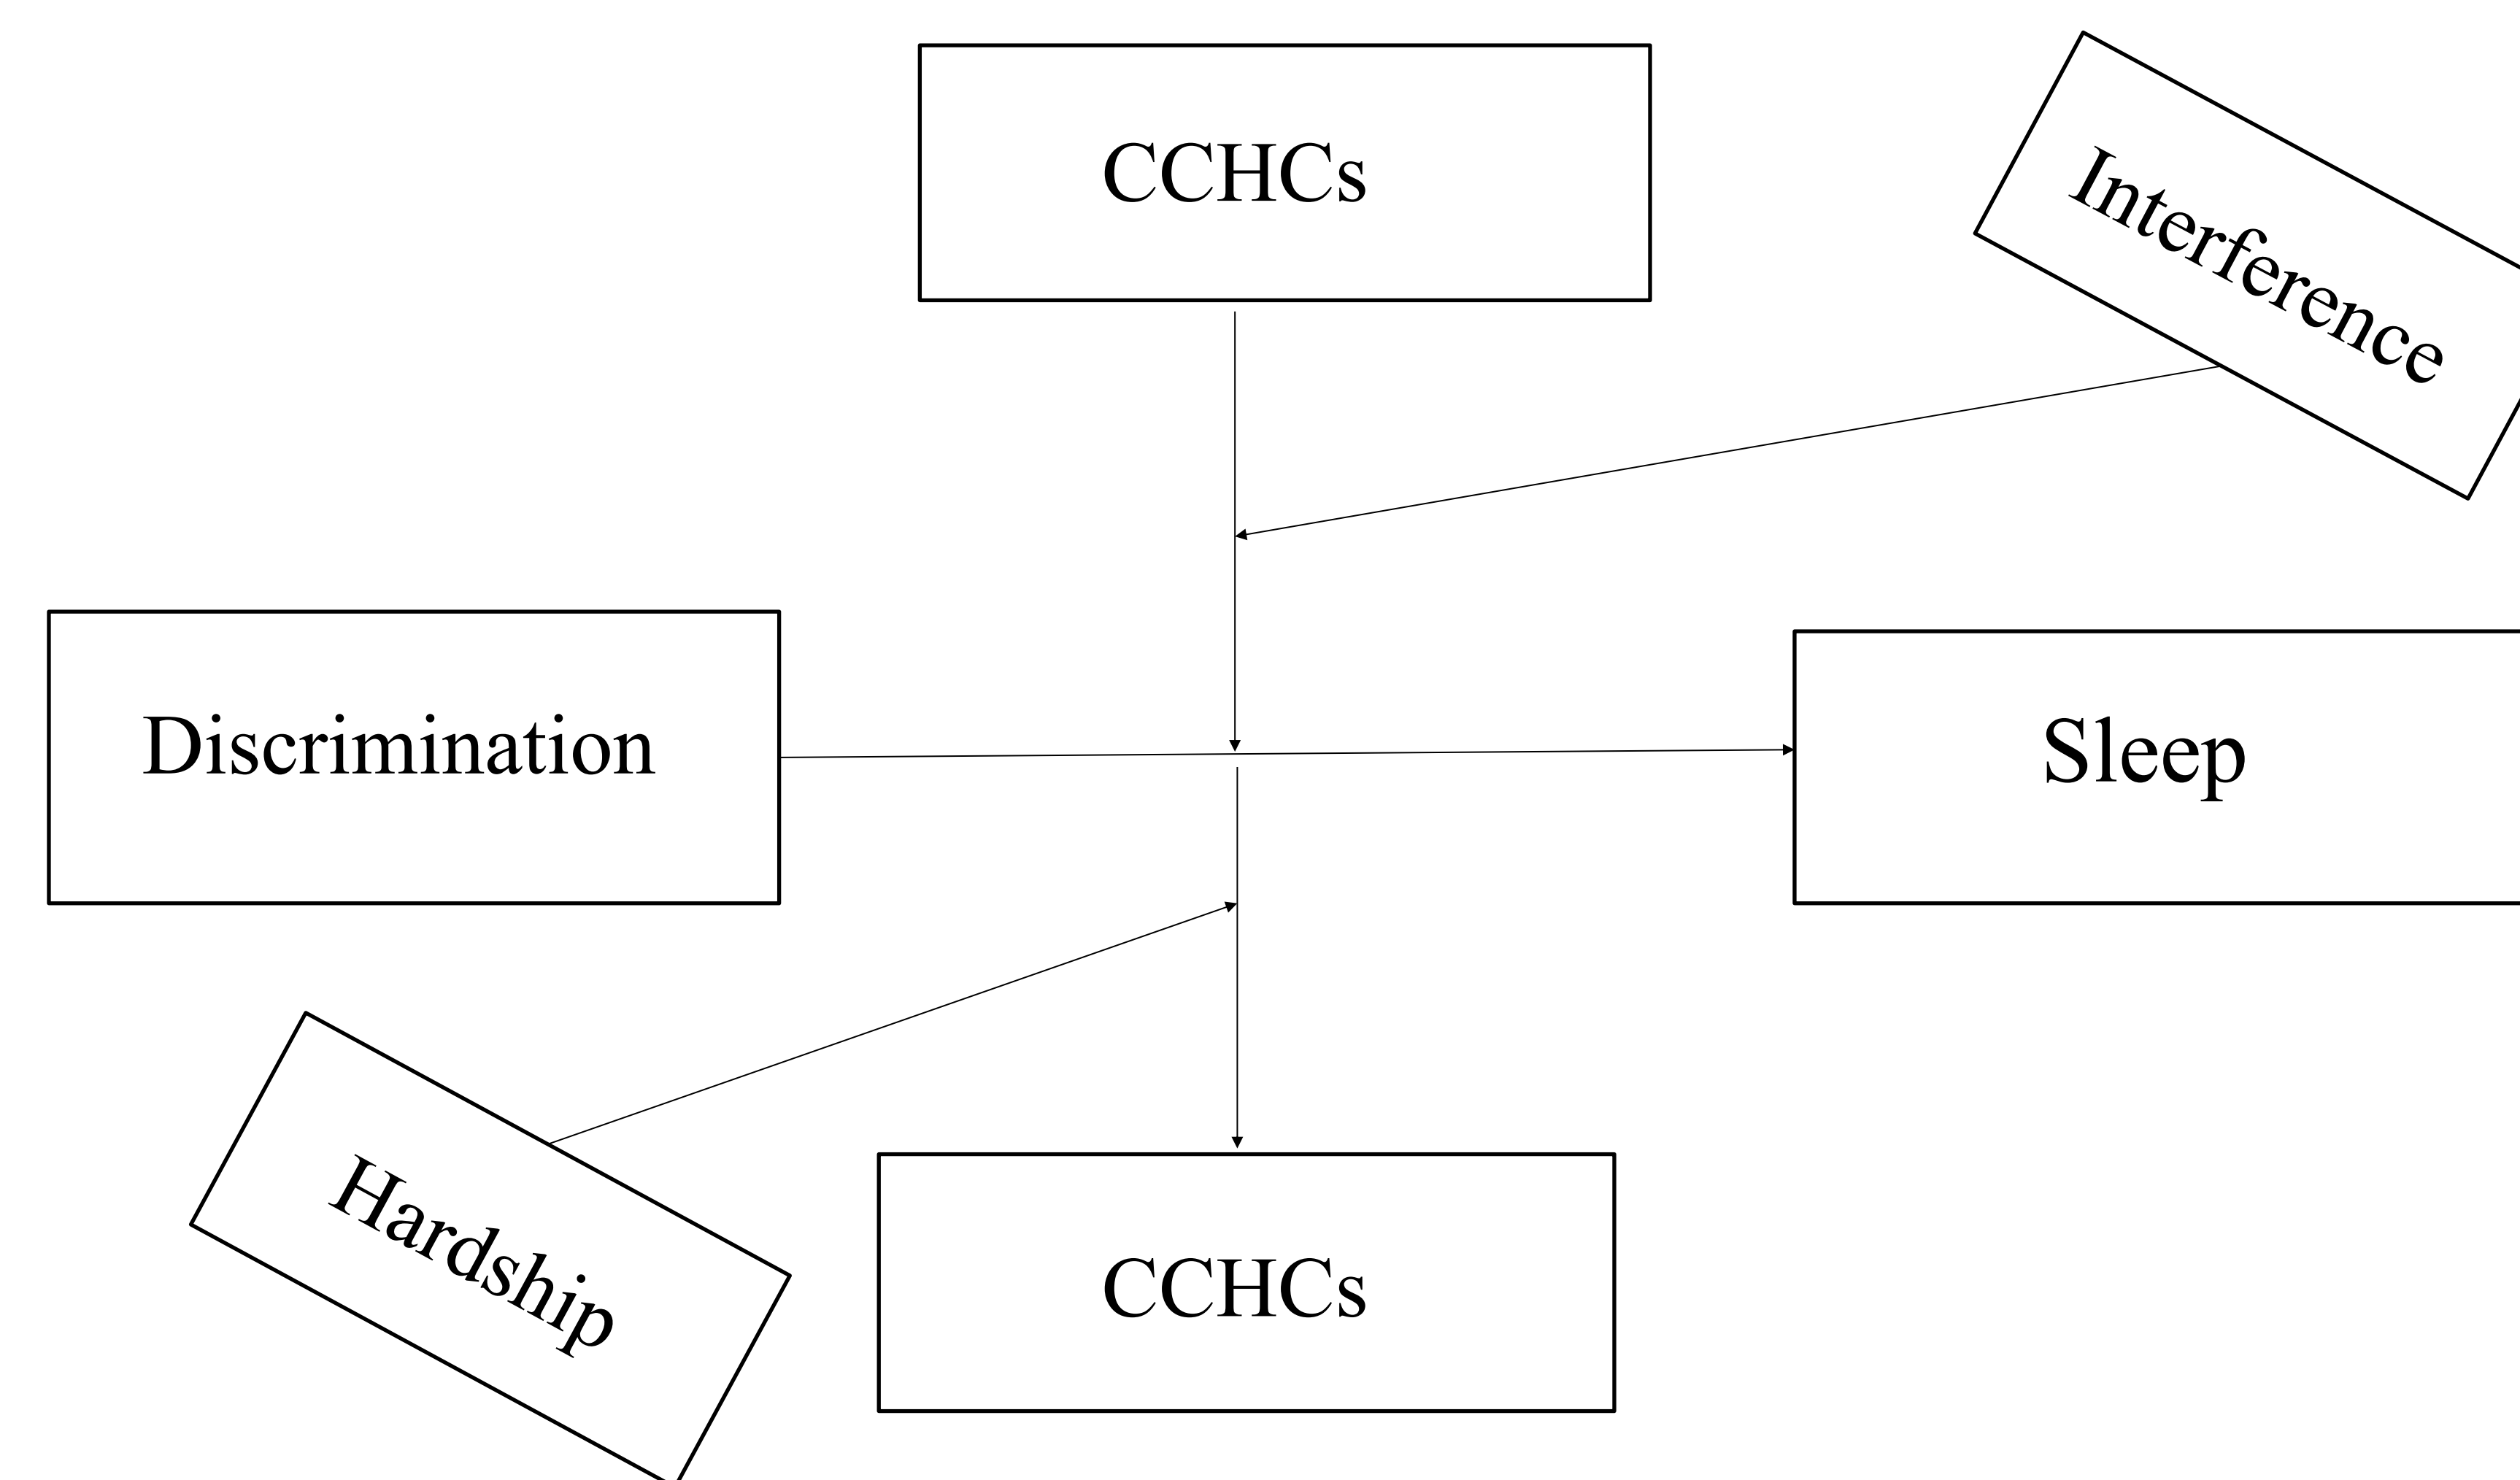 CCHCs
Interference
Discrimination
Sleep
Hardship
CCHCs